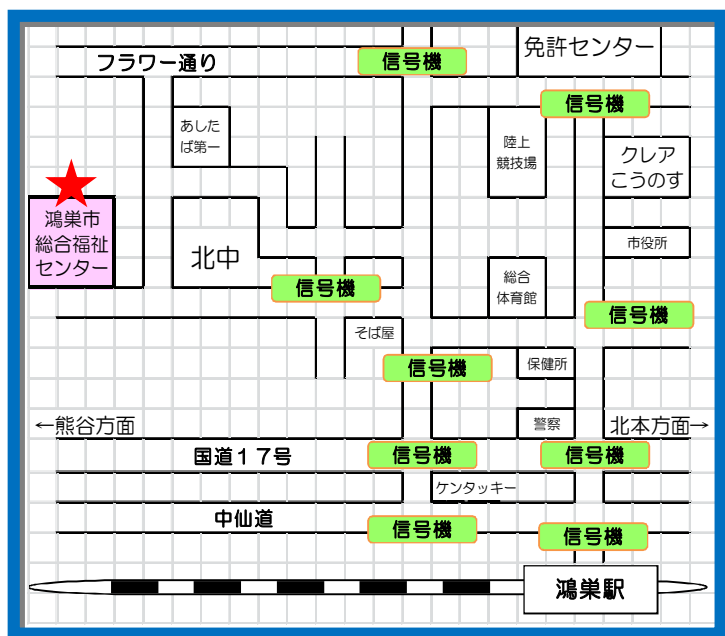 免許センター
フラワー通り
信号機
信号機
あした
ば第一
陸上
競技場
クレア
こうのす
鴻巣市
総合福祉
センター
北中
市役所
信号機
総合
体育館
信号機
そば屋
信号機
保健所
←熊谷方面
警察
北本方面→
国道17号
信号機
信号機
ケンタッキー
中仙道
信号機
信号機
鴻巣駅